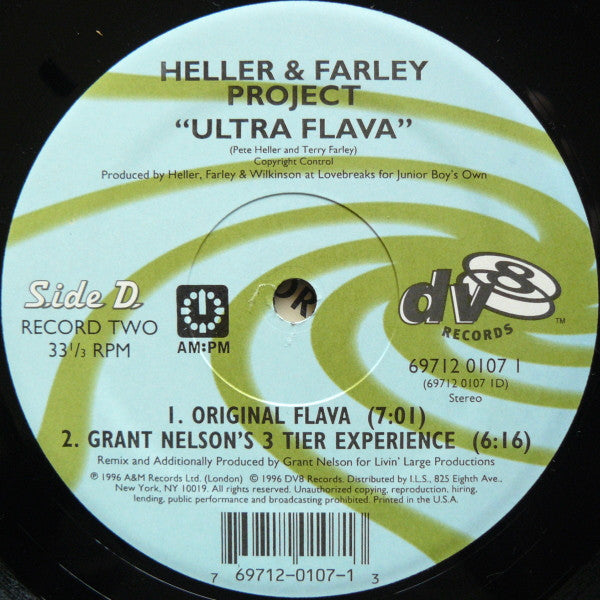 HELLER & FARLEY
PROJECT
“ULTRA FLAVA”
(Pete Heller and Terry Farley)
Copyright Control
Produced by Heller, Farley & Wilkinson at Lovebreaks for Junior Boy's Own
Side D
RECORD TWO
33 1/3 RPM
AM:PM
OR
dv8
RECORDS
TM
69712 0107 1
(69712 0107 1D)
Stereo
1. ORIGINAL FLAVA (7:01)
2. GRANT NELSON'S 3 TIER EXPERIENCE (6:16)
Remix and Additionally Produced by Grant Nelson for Livin' Large Productions
℗ 1996 A&M Records Ltd. (London) © 1996 DV8 Records. Distributed by I.L.S., 825 Eighth Ave.,
New York, NY 10019. All rights reserved. Unauthorized copying, reproduction, hiring,
lending, public performance and broadcasting prohibited. Printed in the U.S.A.
7 69712-0107-1 3